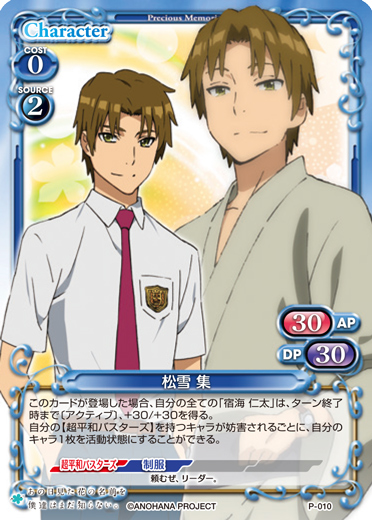 Precious Memories
Character
COST
0
SOURCE
2
30 AP
DP 30
松雪 集
このカードが登場した場合、自分の全ての「宿海 仁太」は、ターン終了
時まで〔アクティブ〕、+30/+30を得る。
自分の【超平和バスターズ】を持つキャラが妨害されるごとに、自分の
キャラ1枚を活動状態にすることができる。
超平和バスターズ 制服
頼むぜ、リーダー。
あの日見た花の名前を
僕達はまだ知らない。
©ANOHANA PROJECT
P-010